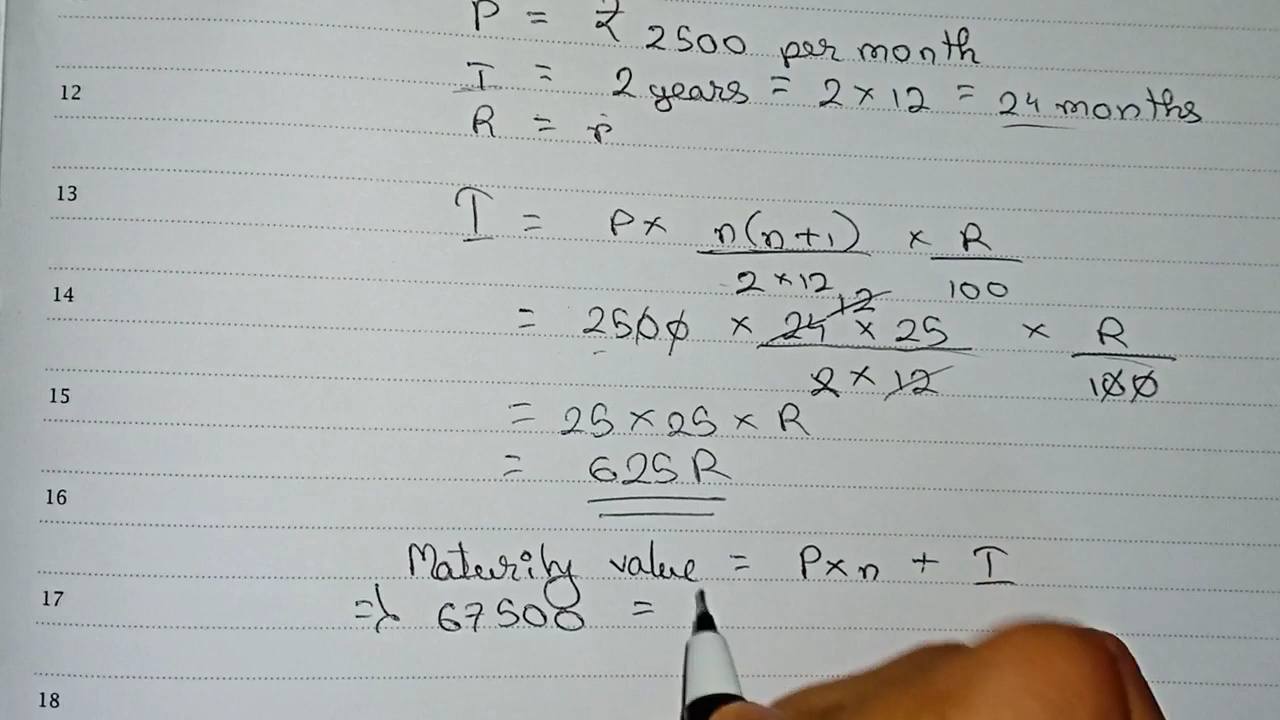 P = ₹ 2500 per month
12
I = 2 years = 2 × 12 = 24 months
R = r
13
I = P × n(n+1) / 2 × 12 × R / 100
14
= 2500 × 24 12 × 25 / 2 × 12 × R / 100
15
= 25 × 25 × R
= 625 R
16
Maturity value = P × n + I
17
⇒ 67500 =
18